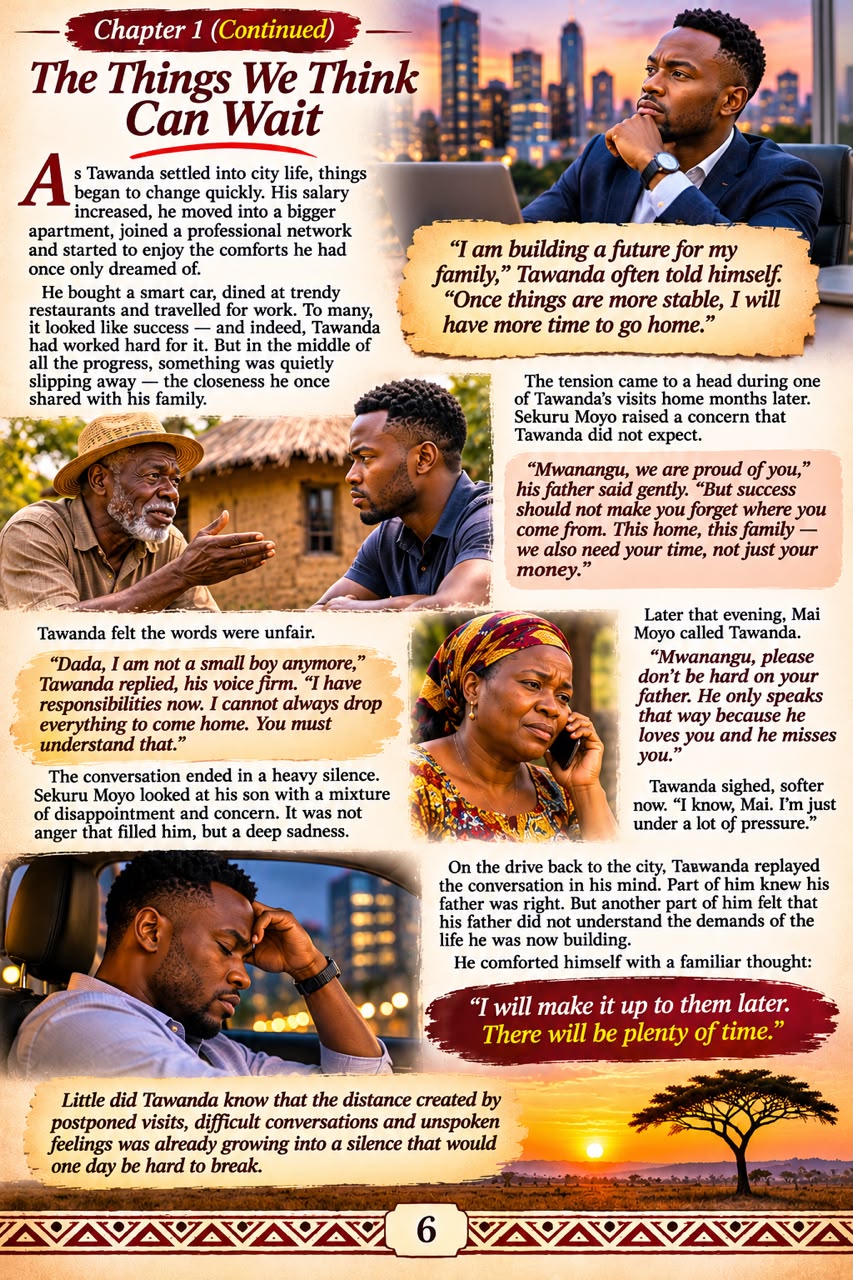 Chapter 1 (Continued)
The Things We Think
Can Wait
As Tawanda settled into city life, things
began to change quickly. His salary
increased, he moved into a bigger
apartment, joined a professional network
and started to enjoy the comforts he had
once only dreamed of.
He bought a smart car, dined at trendy
restaurants and travelled for work. To many,
it looked like success — and indeed, Tawanda
had worked hard for it. But in the middle of
all the progress, something was quietly
slipping away — the closeness he once
shared with his family.
“I am building a future for my
family,” Tawanda often told himself.
“Once things are more stable, I will
have more time to go home.”
The tension came to a head during one
of Tawanda’s visits home months later.
Sekuru Moyo raised a concern that
Tawanda did not expect.
“Mwanangu, we are proud of you,”
his father said gently. “But success
should not make you forget where you
come from. This home, this family —
we also need your time, not just your
money.”
Tawanda felt the words were unfair.
“Dada, I am not a small boy anymore,”
Tawanda replied, his voice firm. “I have
responsibilities now. I cannot always drop
everything to come home. You must
understand that.”
The conversation ended in a heavy silence.
Sekuru Moyo looked at his son with a mixture
of disappointment and concern. It was not
anger that filled him, but a deep sadness.
Later that evening, Mai
Moyo called Tawanda.
“Mwanangu, please
don’t be hard on your
father. He only speaks
that way because he
loves you and he misses
you.”
Tawanda sighed, softer
now. “I know, Mai. I’m just
under a lot of pressure.”
On the drive back to the city, Tawwanda replayed
the conversation in his mind. Part of him knew his
father was right. But another part of him felt that
his father did not understand the demands of the
life he was now building.
He comforted himself with a familiar thought:
“I will make it up to them later.
There will be plenty of time.”
Little did Tawanda know that the distance created by
postponed visits, difficult conversations and unspoken
feelings was already growing into a silence that would
one day be hard to break.
6